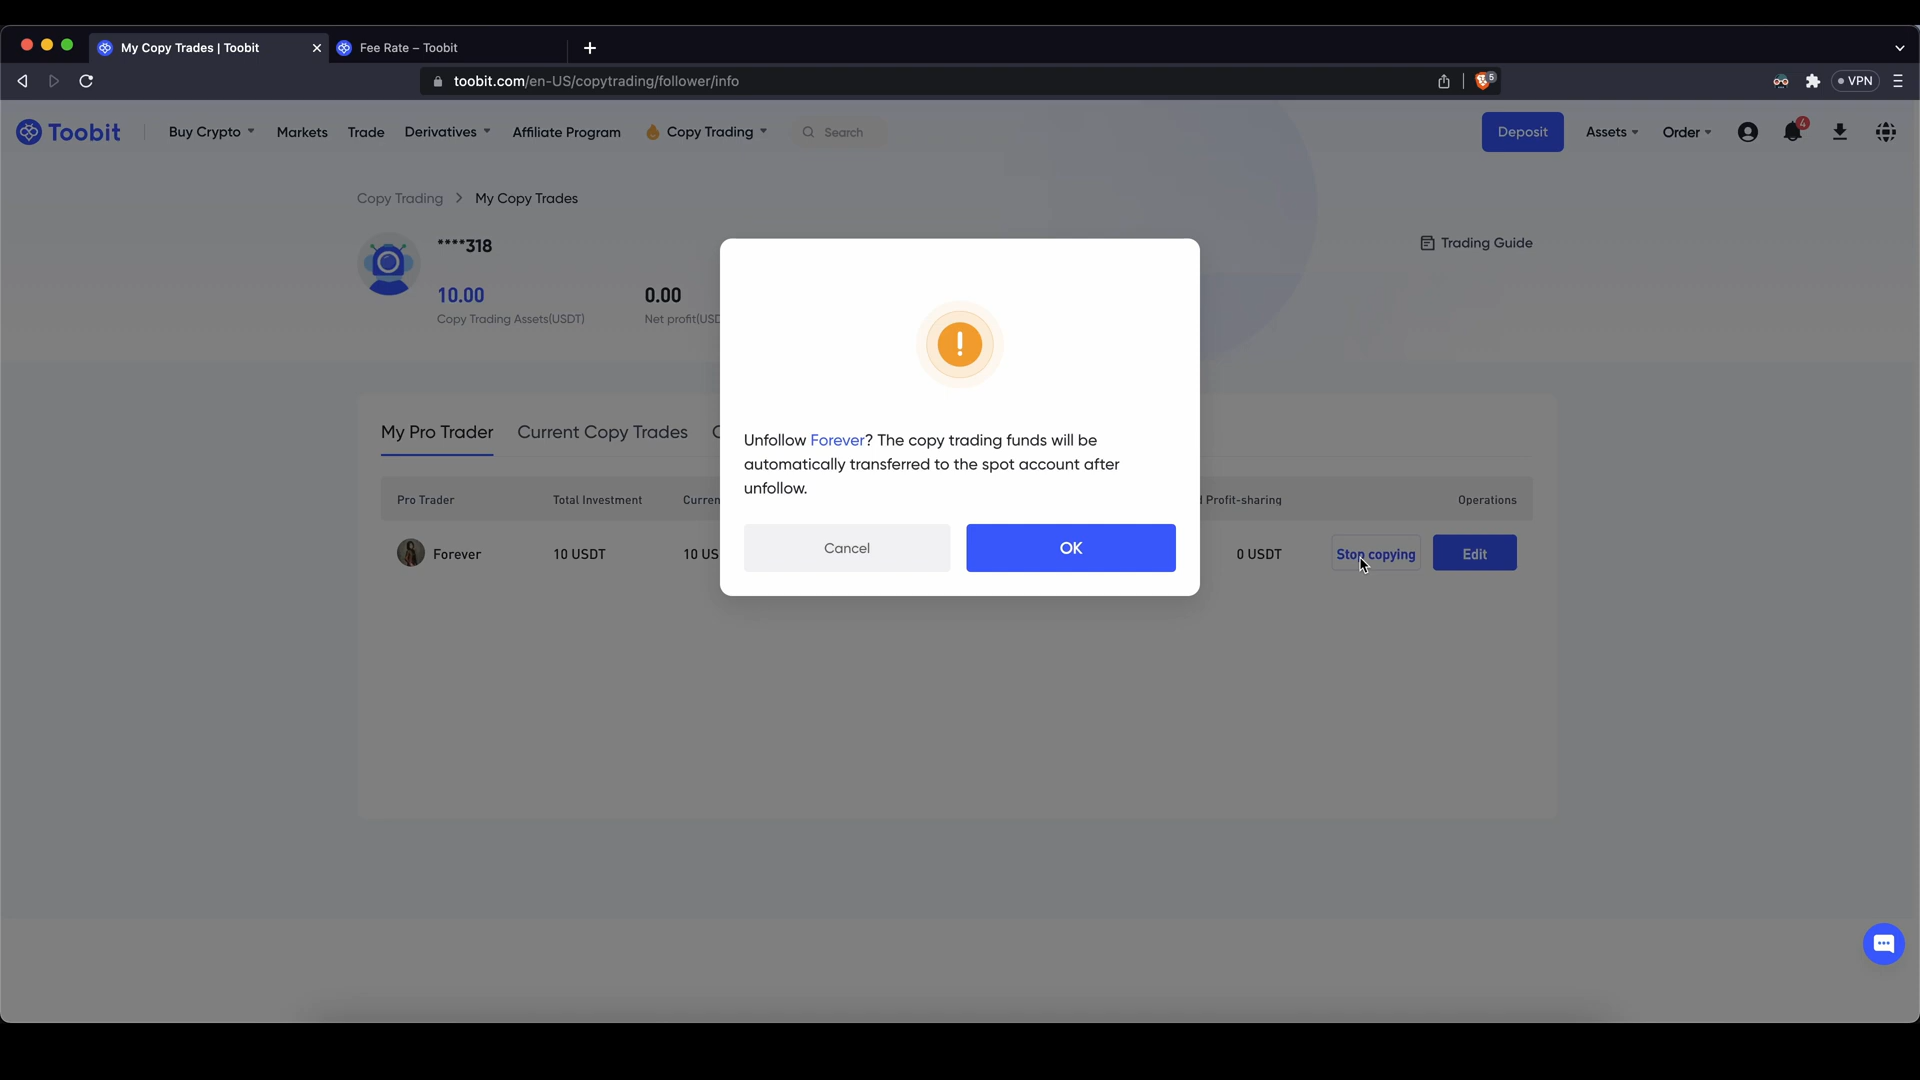 My Copy Trades | Toobit
Fee Rate – Toobit
toobit.com/en-US/copytrading/follower/info
5
VPN
Toobit
Buy Crypto
Markets
Trade
Derivatives
Affiliate Program
Copy Trading
Search
Deposit
Assets
Order
4
Copy Trading > My Copy Trades
****318
Trading Guide
10.00
0.00
Copy Trading Assets(USDT)
Net profit(USD
My Pro Trader
Current Copy Trades
Unfollow Forever? The copy trading funds will be
automatically transferred to the spot account after
unfollow.
Cancel
OK
Pro Trader
Total Investment
Curren
Profit-sharing
Operations
Forever
10 USDT
10 US
0 USDT
Stop copying
Edit